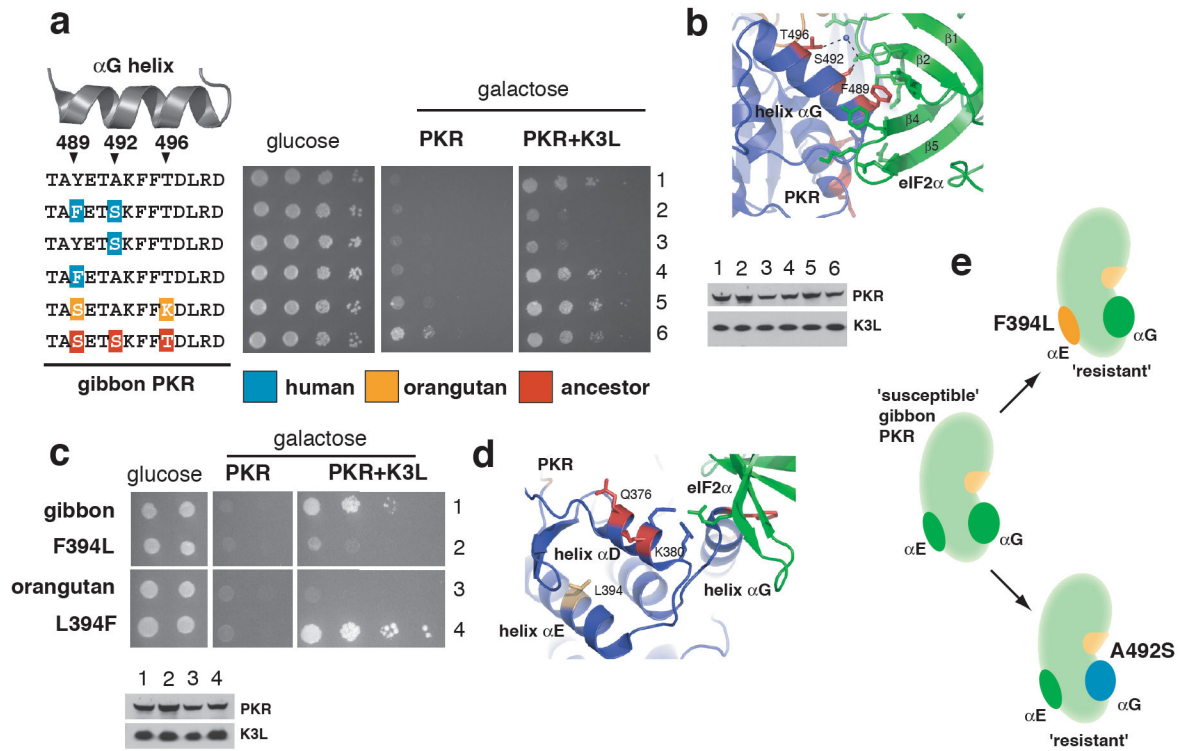 a
αG helix
489 492 496
TAYETAKFFTDLRD
TAFETSKFFTDLRD
TAYETSKFFTDLRD
TAFETAKFFTDLRD
TASETAKFFKDLRD
TASETSKFFTDLRD
gibbon PKR
galactose
glucose PKR PKR+K3L
1
2
3
4
5
6
human orangutan ancestor
b
T496
S492
F489
helix αG
PKR
β1
β2
β4
β5
eIF2α
1 2 3 4 5 6
PKR
K3L
c
galactose
glucose PKR PKR+K3L
gibbon 1
F394L 2
orangutan 3
L394F 4
1 2 3 4
PKR
K3L
d
PKR
Q376
eIF2α
helix αD
K380
L394
helix αG
helix αE
e
F394L
αE
αG
'resistant'
'susceptible'
gibbon
PKR
αE
αG
A492S
αE
αG
'resistant'